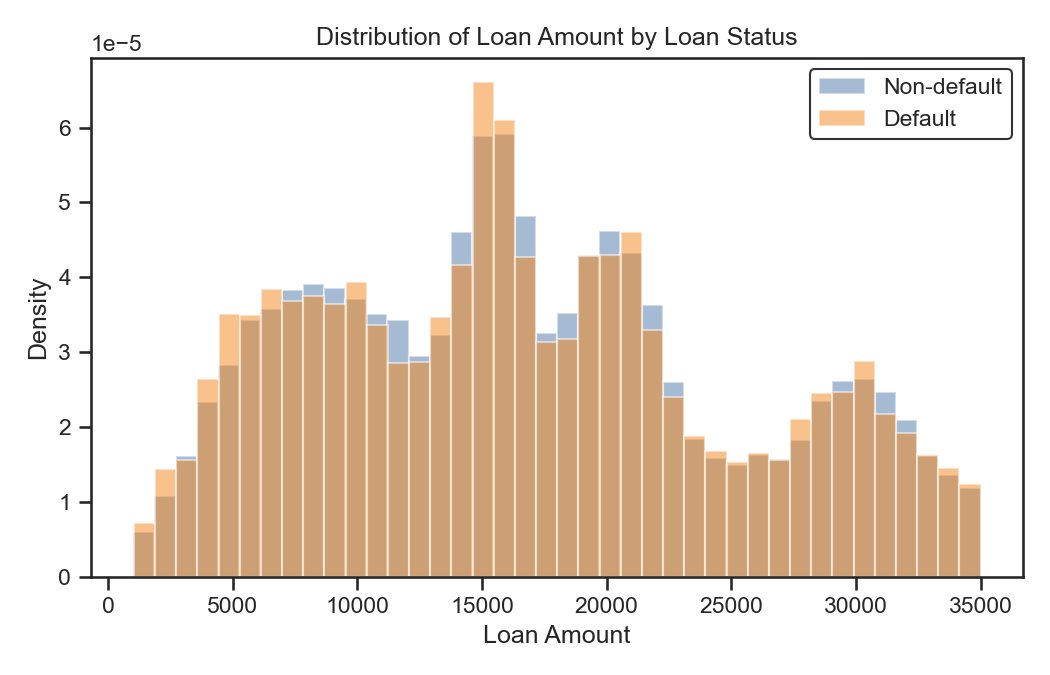 Distribution of Loan Amount by Loan Status
1e−5
Non-default
Default
6
5
4
3
2
1
0
Density
0 5000 10000 15000 20000 25000 30000 35000
Loan Amount